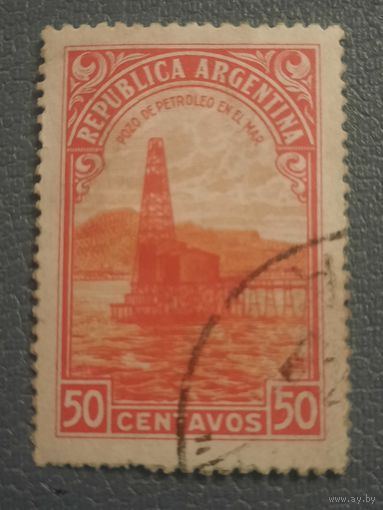 REPUBLICA ARGENTINA
POZO DE PETROLEO EN EL MAR
50 CENTAVOS 50
www.ay.by